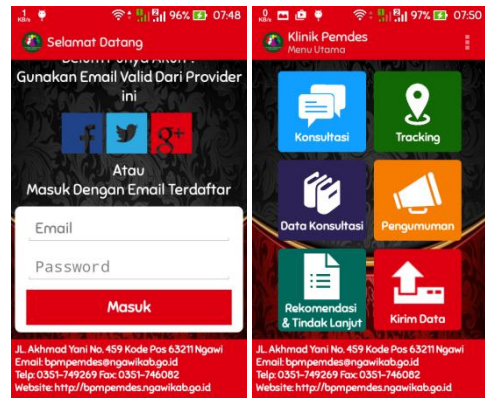 1
KB/s
96%
07:48
Selamat Datang
Gunakan Email Valid Dari Provider
ini
f
g+
Atau
Masuk Dengan Email Terdaftar
Email
Password
Masuk
JL. Akhmad Yani No. 459 Kode Pos 63211 Ngawi
Email: bpmpemdes@ngawikab.go.id
Telp: 0351-749269 Fax: 0351-746082
Website: http://bpmpemdes.ngawikab.go.id
0
KB/s
97%
07:50
Klinik Pemdes
Menu Utama
Konsultasi
Tracking
Data Konsultasi
Pengumuman
Rekomendasi
& Tindak Lanjut
Kirim Data
JL. Akhmad Yani No. 459 Kode Pos 63211 Ngawi
Email: bpmpemdes@ngawikab.go.id
Telp: 0351-749269 Fax: 0351-746082
Website: http://bpmpemdes.ngawikab.go.id